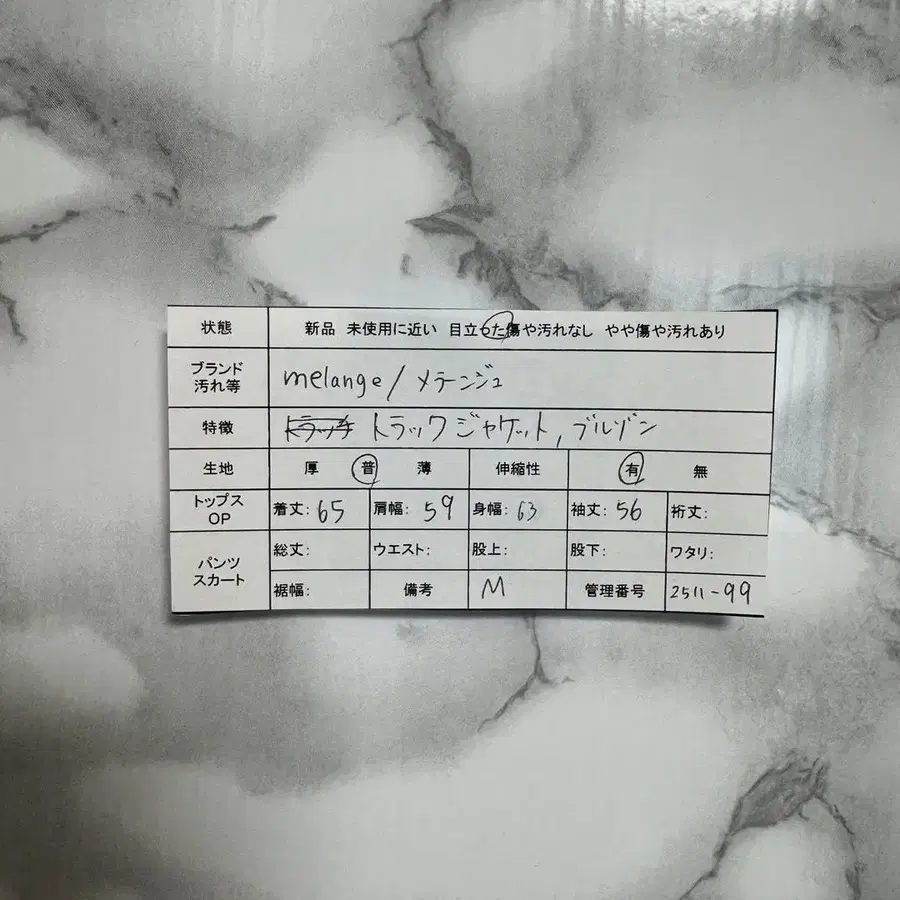 状態 新品 未使用に近い 目立った傷や汚れなし やや傷や汚れあり
ブランド 汚れ等 melange / メテーンジュ
特徴 トラックジャケット, ブルゾン
生地 厚 普 薄 伸縮性 有 無
トップス OP 着丈: 65 肩幅: 59 身幅: 63 袖丈: 56 裄丈:
パンツ スカート 総丈: ウエスト: 股上: 股下: ワタリ:
裾幅: 備考 M 管理番号 2511-99